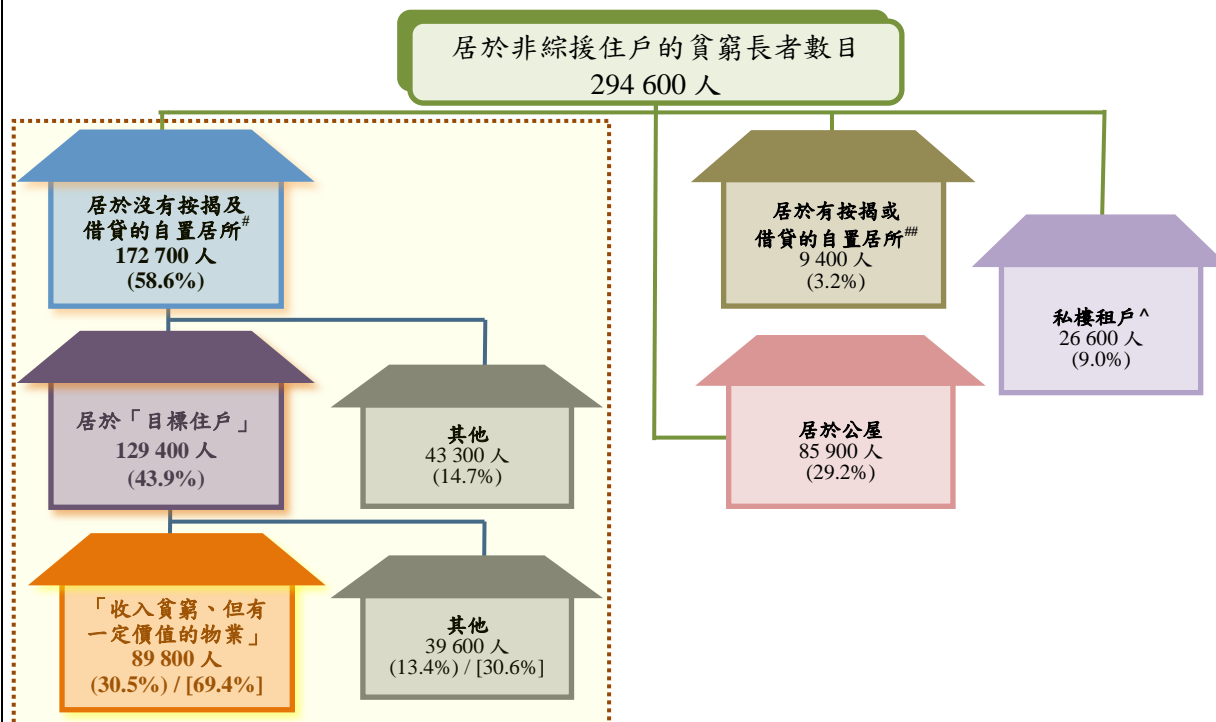 居於非綜援住戶的貧窮長者數目
294 600 人
居於沒有按揭及
借貸的自置居所#
172 700 人
(58.6%)
居於有按揭或
借貸的自置居所##
9 400 人
(3.2%)
私樓租戶^
26 600 人
(9.0%)
居於「目標住戶」
129 400 人
(43.9%)
其他
43 300 人
(14.7%)
居於公屋
85 900 人
(29.2%)
「收入貧窮、但有
一定價值的物業」
89 800 人
(30.5%) / [69.4%]
其他
39 600 人
(13.4%) / [30.6%]